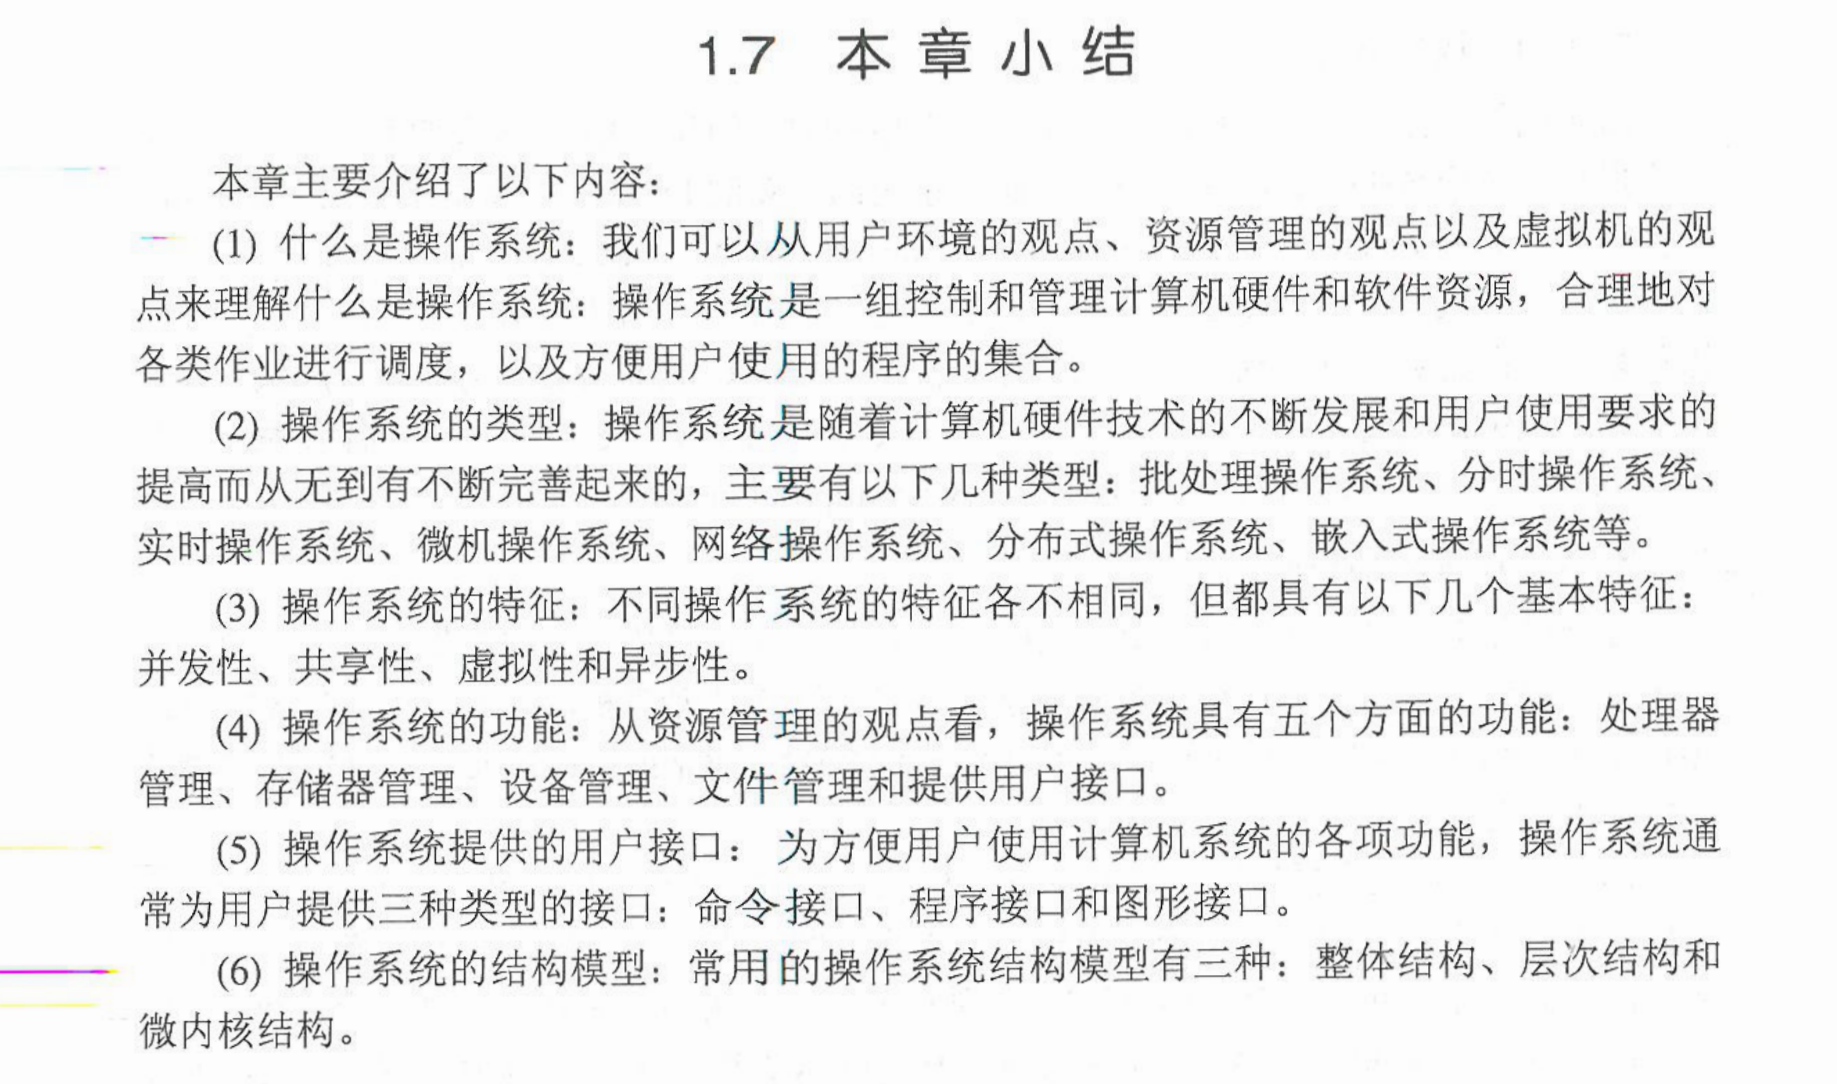 1.7 本章小结
本章主要介绍了以下内容：
(1) 什么是操作系统：我们可以从用户环境的观点、资源管理的观点以及虚拟机的观
点来理解什么是操作系统：操作系统是一组控制和管理计算机硬件和软件资源，合理地对
各类作业进行调度，以及方便用户使用的程序的集合。
(2) 操作系统的类型：操作系统是随着计算机硬件技术的不断发展和用户使用要求的
提高而从无到有不断完善起来的，主要有以下几种类型：批处理操作系统、分时操作系统、
实时操作系统、微机操作系统、网络操作系统、分布式操作系统、嵌入式操作系统等。
(3) 操作系统的特征：不同操作系统的特征各不相同，但都具有以下几个基本特征：
并发性、共享性、虚拟性和异步性。
(4) 操作系统的功能：从资源管理的观点看，操作系统具有五个方面的功能：处理器
管理、存储器管理、设备管理、文件管理和提供用户接口。
(5) 操作系统提供的用户接口：为方便用户使用计算机系统的各项功能，操作系统通
常为用户提供三种类型的接口：命令接口、程序接口和图形接口。
(6) 操作系统的结构模型：常用的操作系统结构模型有三种：整体结构、层次结构和
微内核结构。